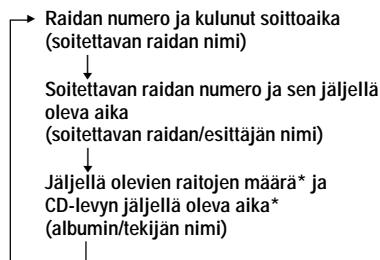 Raidan numero ja kulunut soittoaika
(soitettavan raidan nimi)
Soitettavan raidan numero ja sen jäljellä
oleva aika
(soitettavan raidan/esittäjän nimi)
Jäljellä olevien raitojen määrä* ja
CD-levyn jäljellä oleva aika*
(albumin/tekijän nimi)